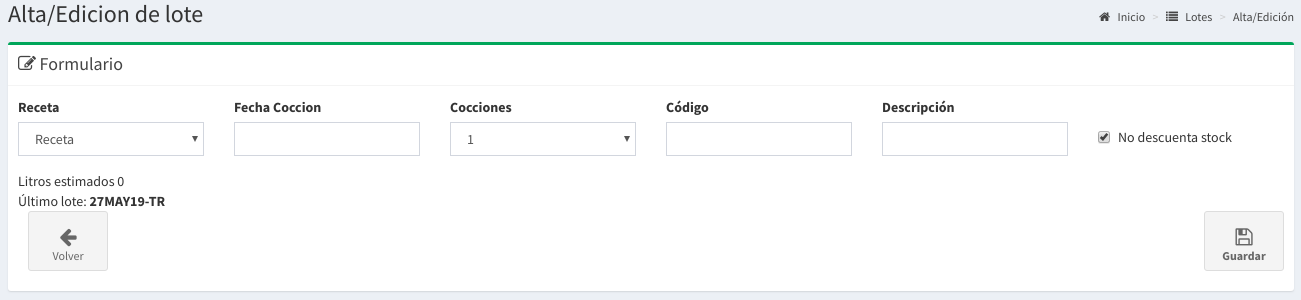 Alta/Edicion de lote
Inicio > Lotes > Alta/Edición
Formulario
Receta Fecha Coccion Cocciones Código Descripción
Receta 1 No descuenta stock
Litros estimados 0
Último lote: 27MAY19-TR
Volver Guardar